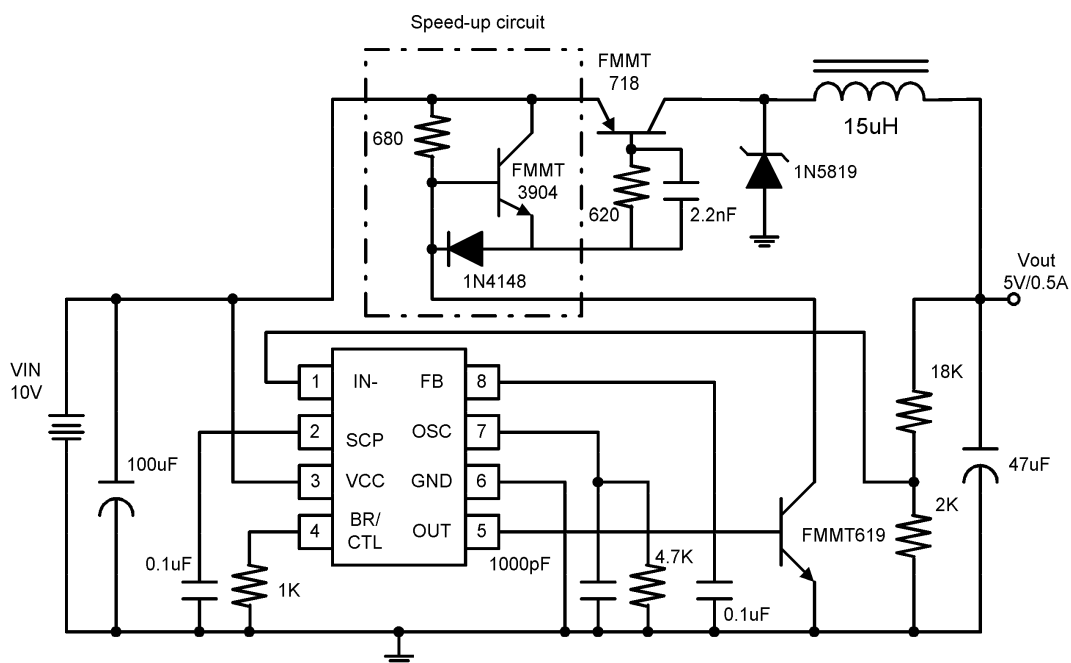 Speed-up circuit
FMMT
718
680
15uH
FMMT
3904
1N5819
620
2.2nF
1N4148
Vout
5V/0.5A
VIN
10V
1
IN-
FB
8
18K
2
SCP
OSC
7
100uF
3
VCC
GND
6
47uF
2K
4
BR/
CTL
OUT
5
FMMT619
0.1uF
1K
1000pF
4.7K
0.1uF